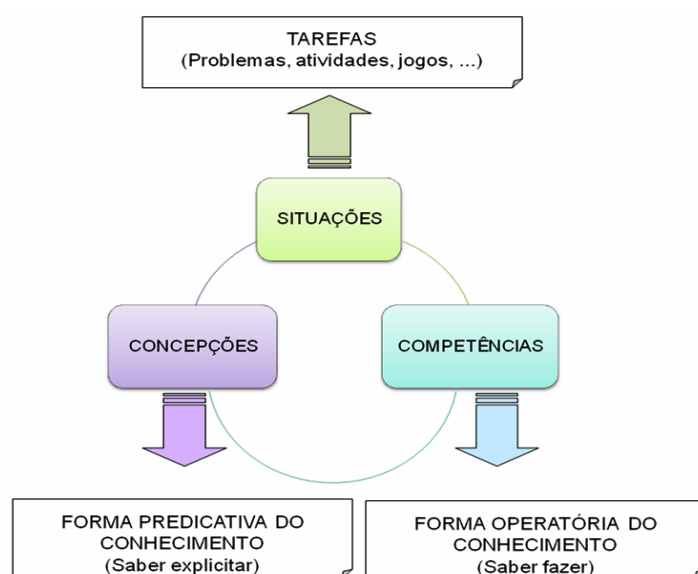 TAREFAS
(Problemas, atividades, jogos, ...)
SITUAÇÕES
CONCEPÇÕES
COMPETÊNCIAS
FORMA PREDICATIVA DO
CONHECIMENTO
(Saber explicitar)
FORMA OPERATÓRIA DO
CONHECIMENTO
(Saber fazer)